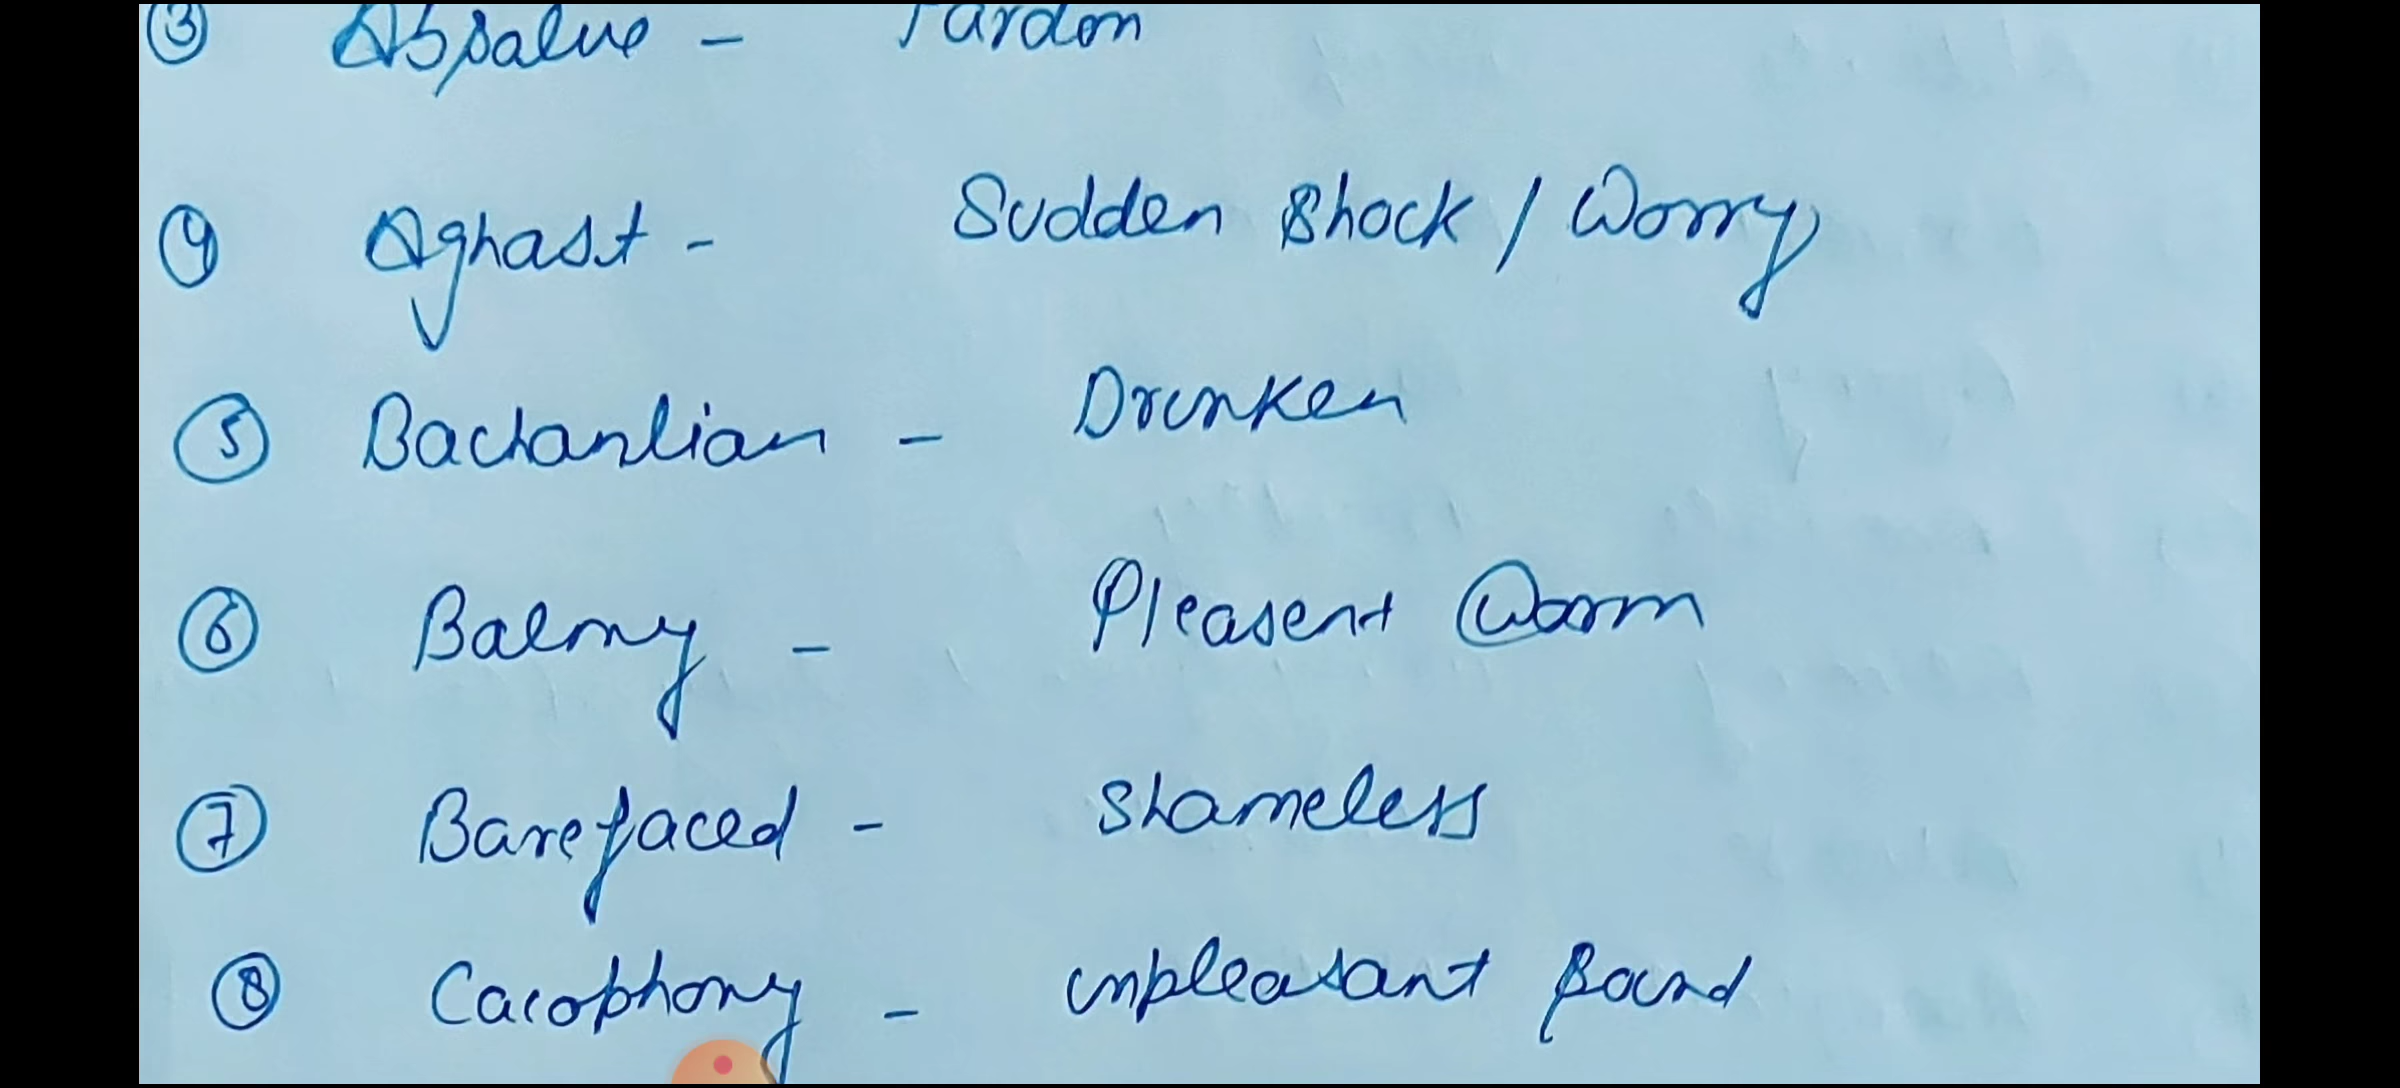 3 Absalve - Pardon
4 Aghast - Sudden Shock / Worry
5 Bachanlian - Drunken
6 Balmy - Pleasent Warm
7 Barefaced - Shameless
8 Cacophony - unpleasant sound